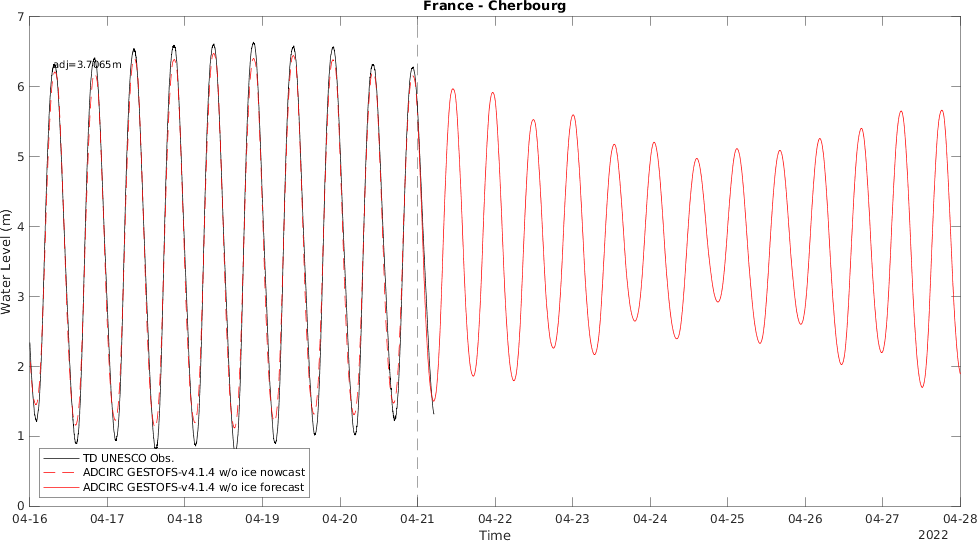 France - Cherbourg
7
6
5
4
3
2
1
0
Water Level (m)
adj=3.7065m
TD UNESCO Obs.
ADCIRC GESTOFS-v4.1.4 w/o ice nowcast
ADCIRC GESTOFS-v4.1.4 w/o ice forecast
04-16 04-17 04-18 04-19 04-20 04-21 04-22 04-23 04-24 04-25 04-26 04-27 04-28
Time
2022